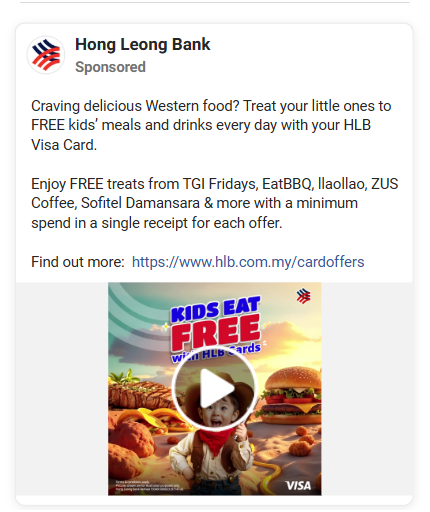 Hong Leong Bank
Sponsored
Craving delicious Western food? Treat your little ones to
FREE kids’ meals and drinks every day with your HLB
Visa Card.
Enjoy FREE treats from TGI Fridays, EatBBQ, llaollao, ZUS
Coffee, Sofitel Damansara & more with a minimum
spend in a single receipt for each offer.
Find out more: https://www.hlb.com.my/cardoffers
KIDS EAT
FREE
with HLB Cards
VISA